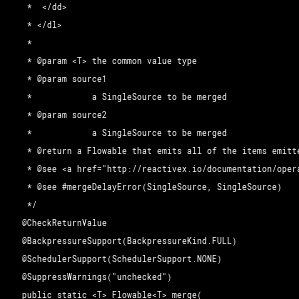 *  </dd>
* </dl>
*
* @param <T> the common value type
* @param source1
*            a SingleSource to be merged
* @param source2
*            a SingleSource to be merged
* @return a Flowable that emits all of the items emitte
* @see <a href="http://reactivex.io/documentation/opera
* @see #mergeDelayError(SingleSource, SingleSource)
*/
@CheckReturnValue
@BackpressureSupport(BackpressureKind.FULL)
@SchedulerSupport(SchedulerSupport.NONE)
@SuppressWarnings("unchecked")
public static <T> Flowable<T> merge(